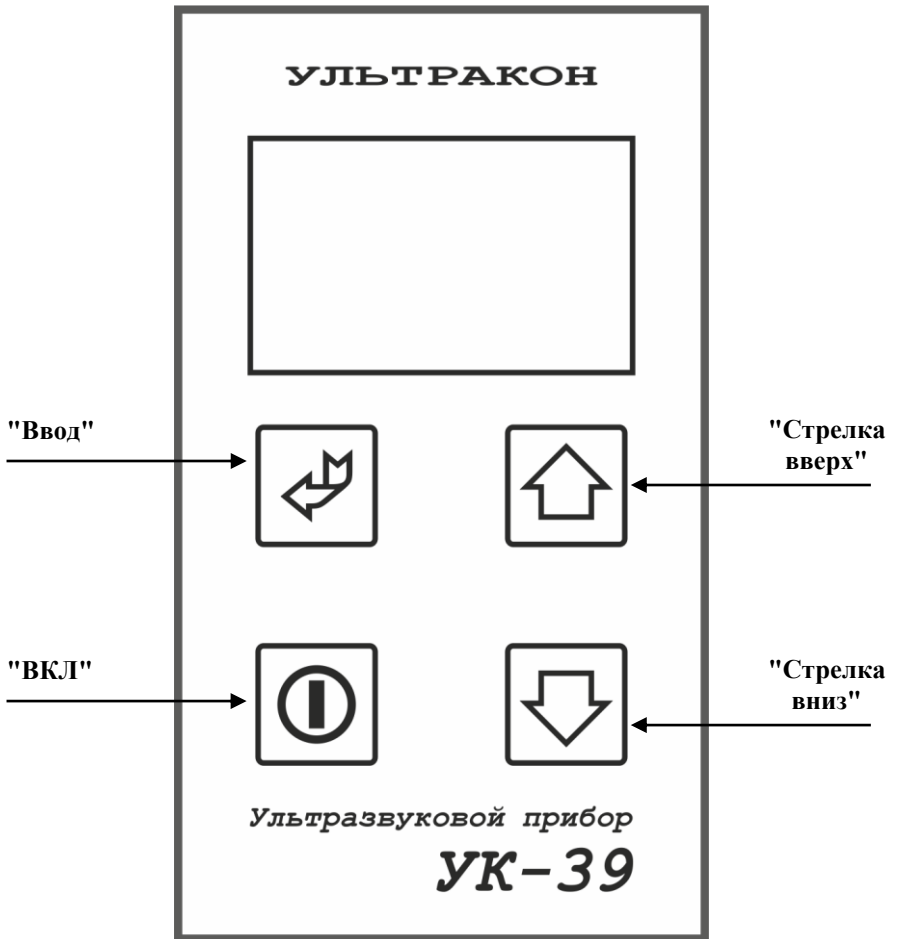 УЛЬТРАКОН
"Ввод"
"Стрелка
вверх"
"ВКЛ"
"Стрелка
вниз"
Ультразвуковой прибор
УК-39